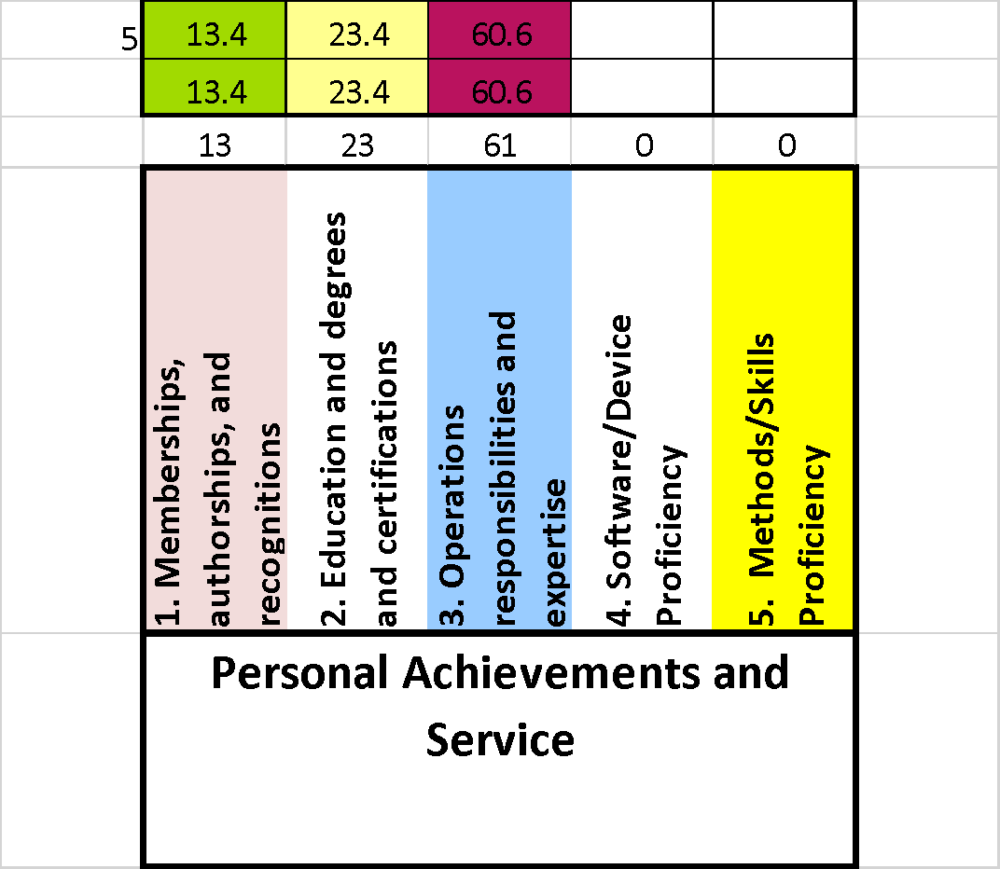 5 13.4 23.4 60.6
13.4 23.4 60.6
13 23 61 0 0
1. Memberships,
authorships, and
recognitions
2. Education and degrees
and certifications
3. Operations
responsibilities and
expertise
4. Software/Device
Proficiency
5. Methods/Skills
Proficiency
Personal Achievements and
Service